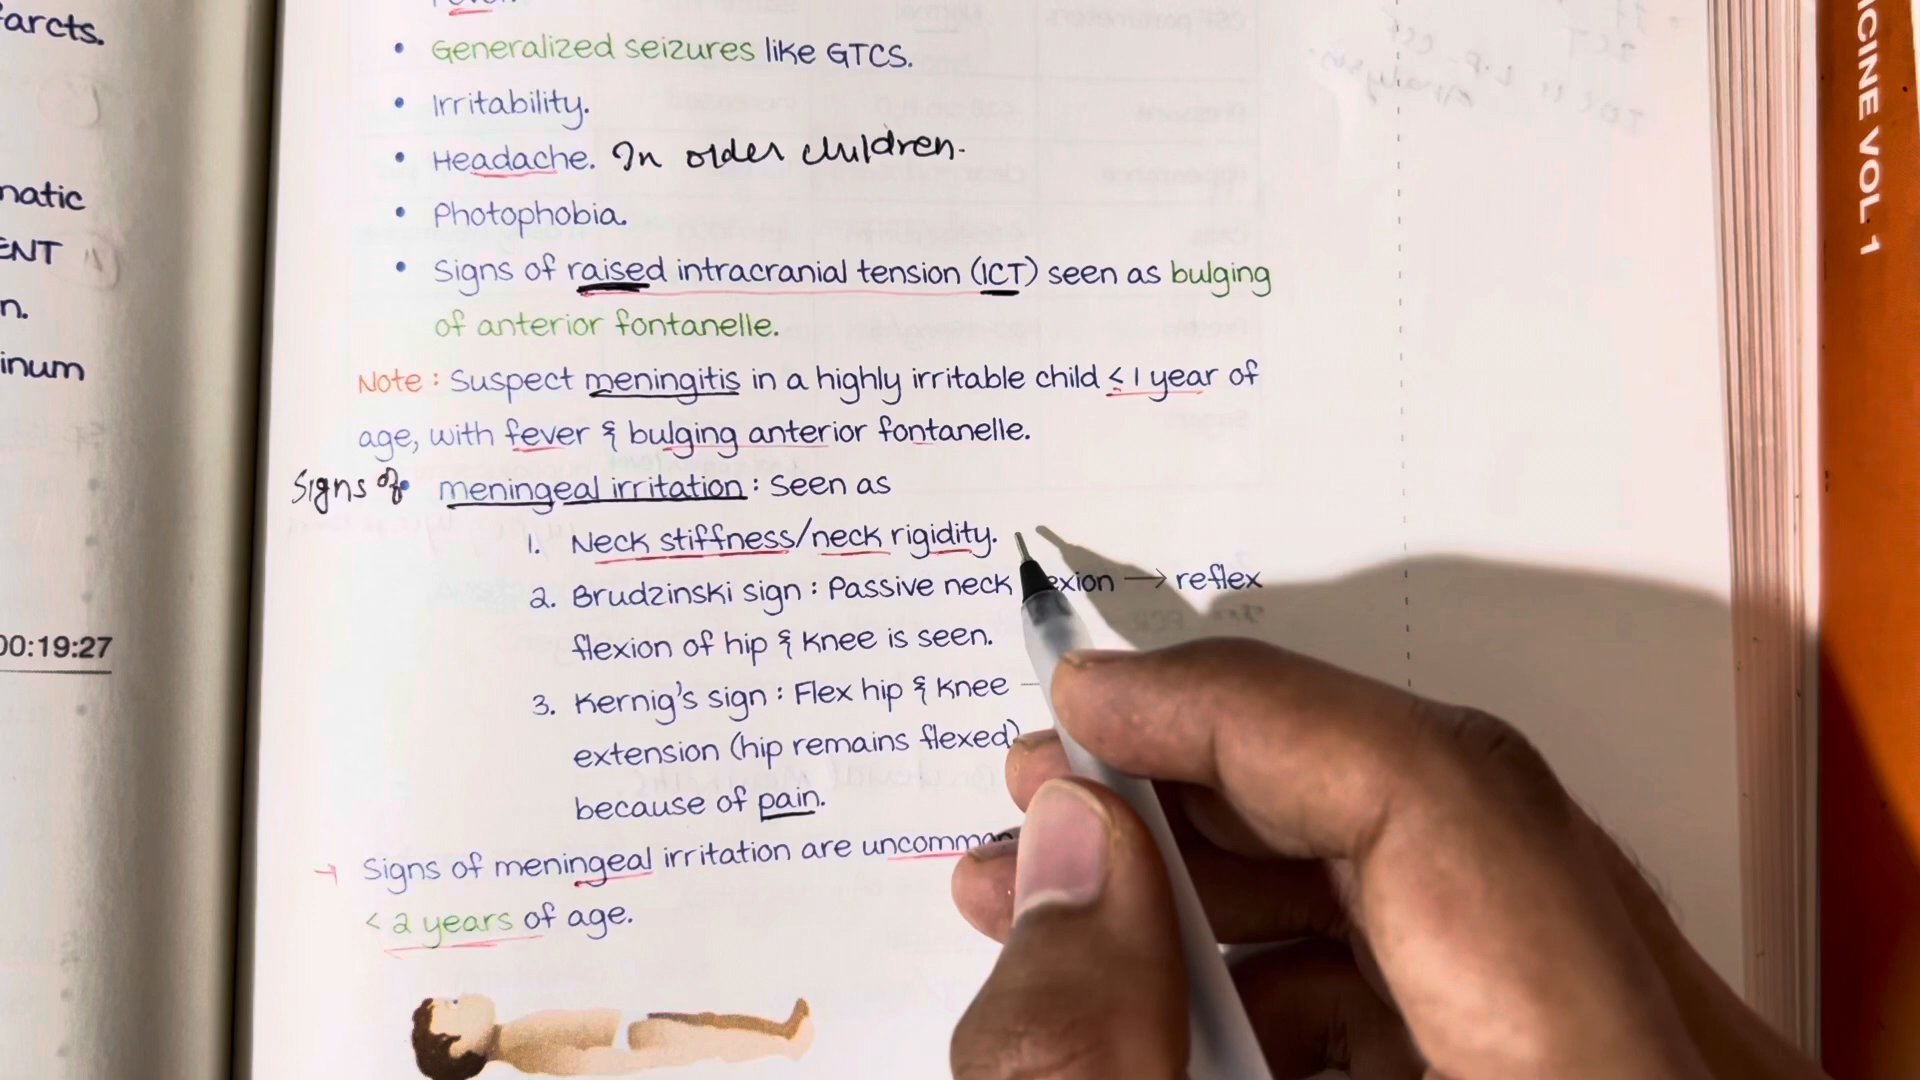 arcts.
matic
ENT
n.
inum
00:19:27
Generalized seizures like GTCS.
Irritability.
Headache. In older children.
Photophobia.
Signs of raised intracranial tension (ICT) seen as bulging
of anterior fontanelle.
Note : Suspect meningitis in a highly irritable child ≤ 1 year of
age, with fever & bulging anterior fontanelle.
Signs of meningeal irritation : Seen as
1. Neck stiffness/neck rigidity.
2. Brudzinski sign : Passive neck exion → reflex
flexion of hip & knee is seen.
3. Kernig's sign : Flex hip & knee
extension (hip remains flexed)
because of pain.
→ Signs of meningeal irritation are uncommon
< 2 years of age.
ICINE VOL. 1